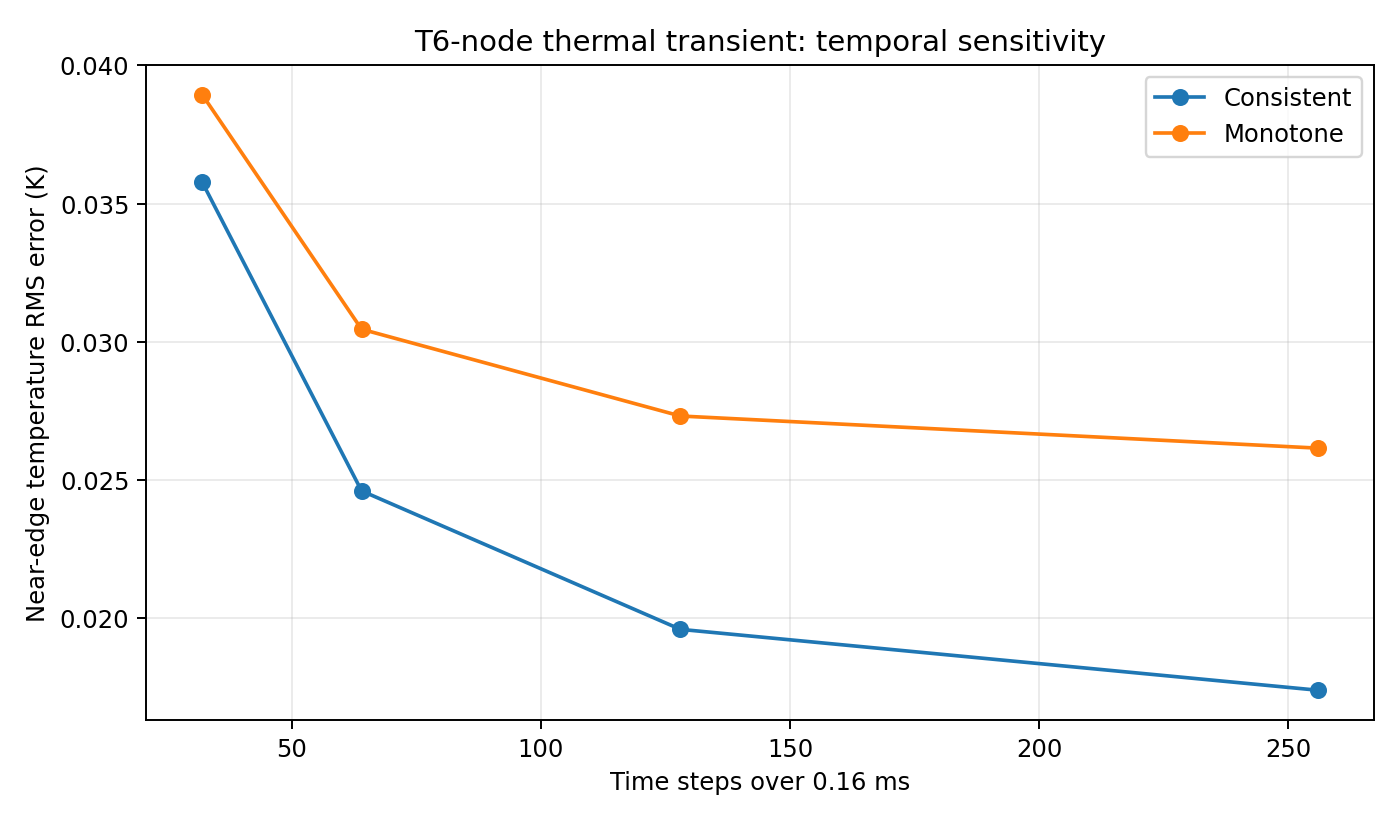 T6-node thermal transient: temporal sensitivity
Consistent
Monotone
Near-edge temperature RMS error (K)
0.040
0.035
0.030
0.025
0.020
50 100 150 200 250
Time steps over 0.16 ms